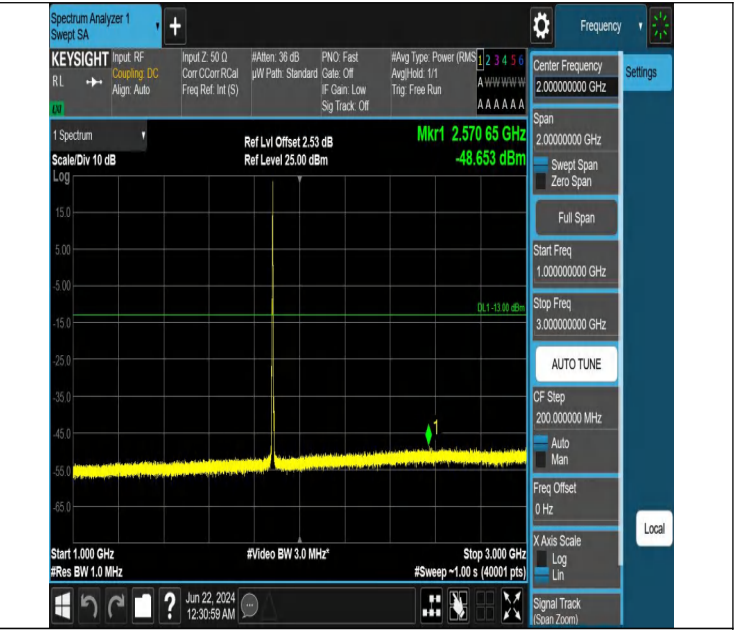 Spectrum Analyzer 1
Swept SA
+
Frequency
KEYSIGHT
RL
Input: RF
Coupling: DC
Align: Auto
Input Z: 50 Ω
Corr CCorr RCal
Freq Ref: Int (S)
#Atten: 36 dB
µW Path: Standard
PNO: Fast
Gate: Off
IF Gain: Low
Sig Track: Off
#Avg Type: Power (RMS
Avg|Hold: 1/1
Trig: Free Run
1 2 3 4 5 6
A W W W W W
A A A A A A
1 Spectrum
Scale/Div 10 dB
Log
Ref Lvl Offset 2.53 dB
Ref Level 25.00 dBm
Mkr1 2.570 65 GHz
-48.653 dBm
15.0
5.00
-5.00
-15.0
-25.0
-35.0
-45.0
-55.0
-65.0
DL1 -13.00 dBm
1
Start 1.000 GHz
#Res BW 1.0 MHz
#Video BW 3.0 MHz*
Stop 3.000 GHz
#Sweep ~1.00 s (40001 pts)
Center Frequency
2.000000000 GHz
Settings
Span
2.00000000 GHz
Swept Span
Zero Span
Full Span
Start Freq
1.000000000 GHz
Stop Freq
3.000000000 GHz
AUTO TUNE
CF Step
200.000000 MHz
Auto
Man
Freq Offset
0 Hz
X Axis Scale
Log
Lin
Local
Signal Track
(Span Zoom)
?
Jun 22, 2024
12:30:59 AM